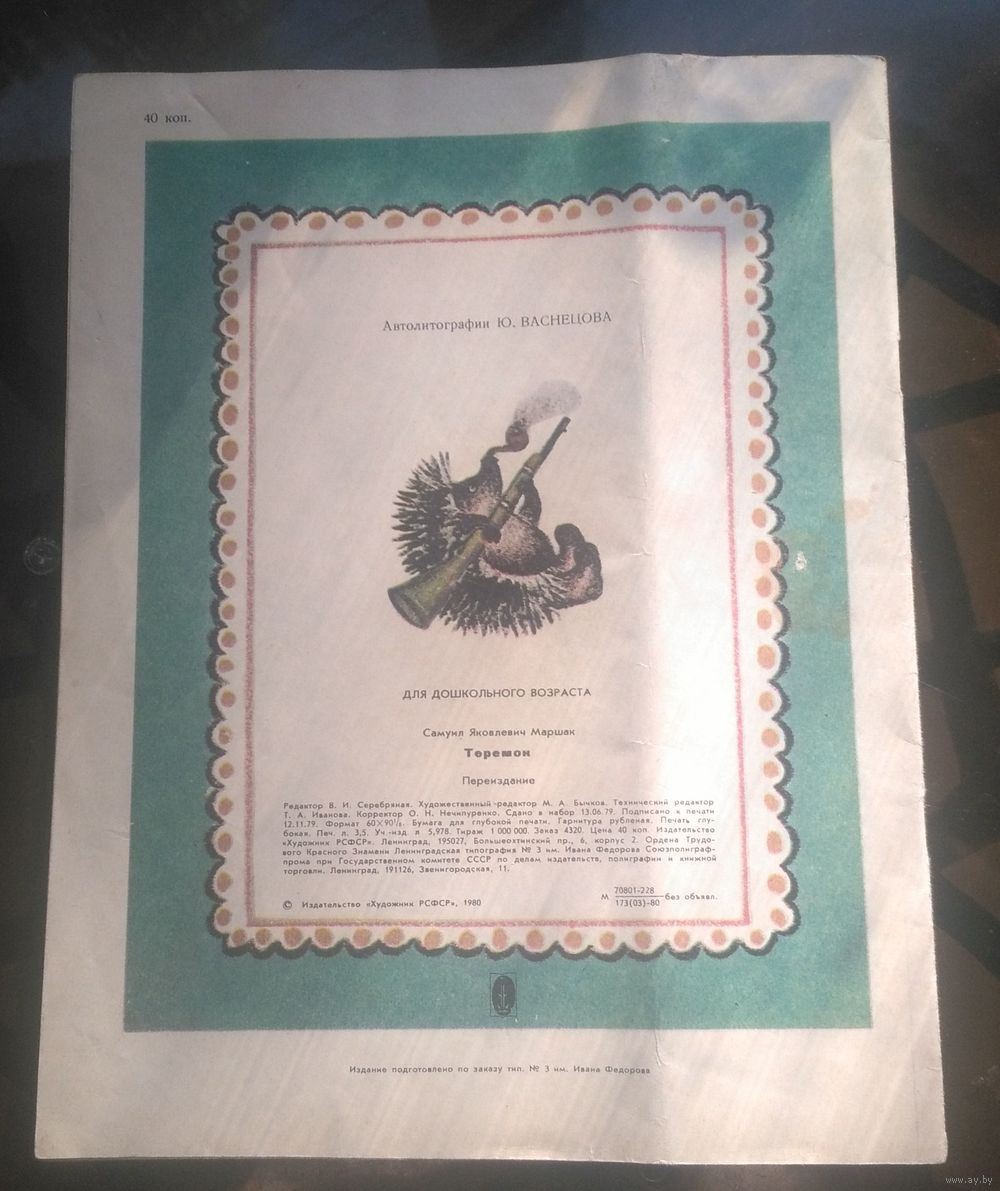 40 коп.
Автолитографии Ю. ВАСНЕЦОВА
ДЛЯ ДОШКОЛЬНОГО ВОЗРАСТА
Самуил Яковлевич Маршак
Теремок
Переиздание
Редактор В. И. Серебряная. Художественный редактор М. А. Бычков. Технический редактор
Т. А. Иванова. Корректор О. Н. Нечипуренко. Сдано в набор 13.06.79. Подписано к печати
12.11.79. Формат 60×90¹/₈. Бумага для глубокой печати. Гарнитура рубленая. Печать глу-
бокая. Печ. л. 3,5. Уч.-изд. л 5,978. Тираж 1 000 000. Заказ 4320. Цена 40 коп. Издательство
«Художник РСФСР». Ленинград, 195027, Большеохтинский пр., 6, корпус 2. Ордена Трудо-
вого Красного Знамени Ленинградская типография № 3 им. Ивана Федорова Союзполиграф-
прома при Государственном комитете СССР по делам издательств, полиграфии и книжной
торговли. Ленинград, 191126, Звенигородская, 11.
М 70801-228 без объявл.
173(03)-80
© Издательство «Художник РСФСР», 1980
Издание подготовлено по заказу тип. № 3 им. Ивана Федорова
www.ay.by